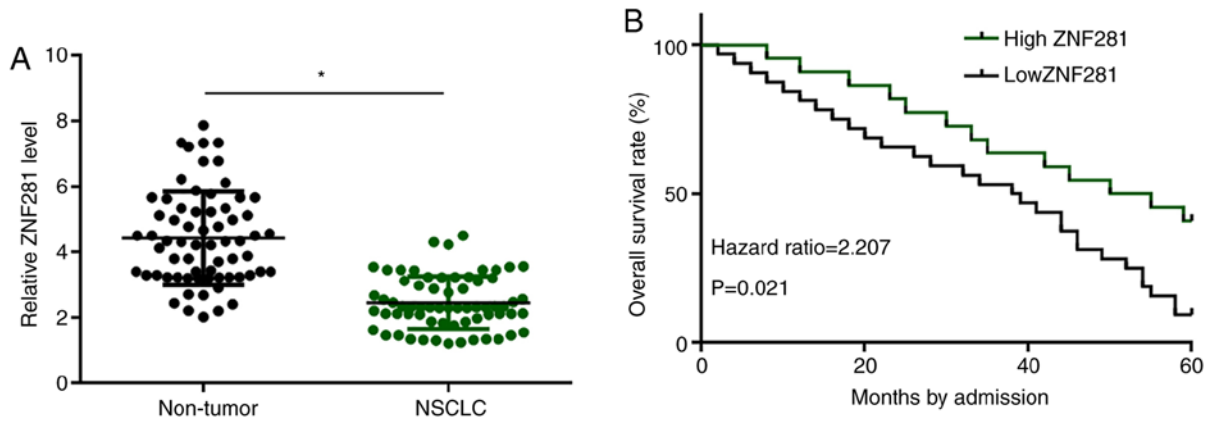 A
Relative ZNF281 level
10
8
6
4
2
0
*
Non-tumor
NSCLC
B
Overall survival rate (%)
100
50
0
High ZNF281
LowZNF281
Hazard ratio=2.207
P=0.021
0
20
40
60
Months by admission